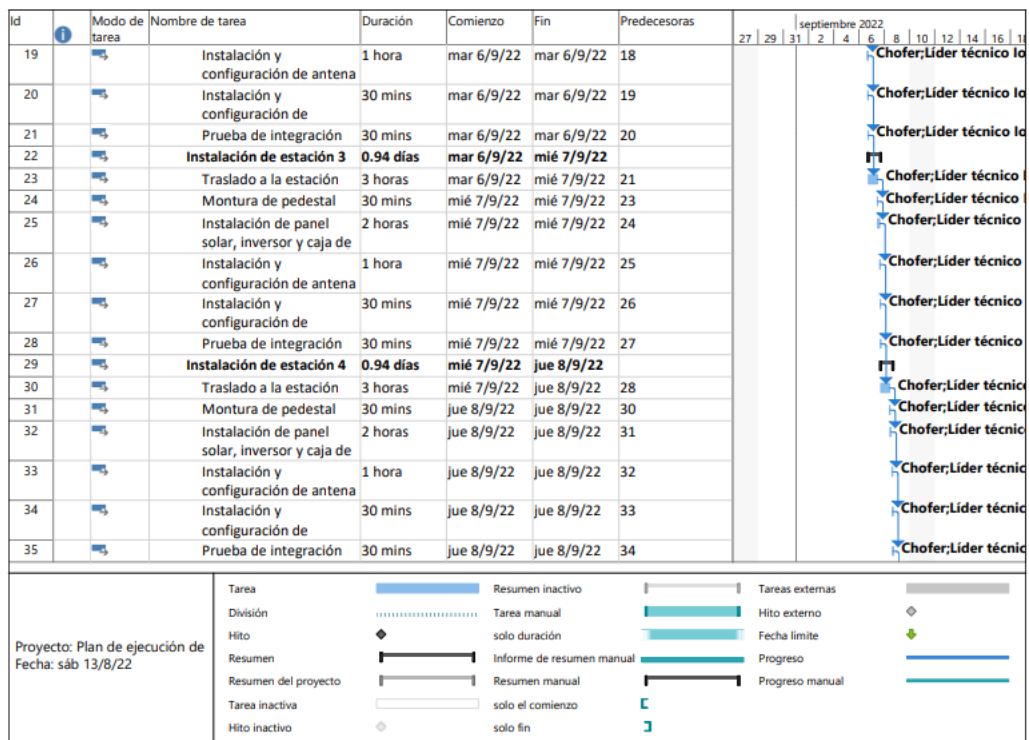 Id Modo de Nombre de tarea Duración Comienzo Fin Predecesoras septiembre 2022
tarea 27 29 31 2 4 6 8 10 12 14 16 18
19 Instalación y 1 hora mar 6/9/22 mar 6/9/22 18 Chofer;Líder técnico Io
configuración de antena
20 Instalación y 30 mins mar 6/9/22 mar 6/9/22 19 Chofer;Líder técnico Io
configuración de
21 Prueba de integración 30 mins mar 6/9/22 mar 6/9/22 20 Chofer;Líder técnico Io
22 Instalación de estación 3 0.94 días mar 6/9/22 mié 7/9/22
23 Traslado a la estación 3 horas mar 6/9/22 mié 7/9/22 21 Chofer;Líder técnico
24 Montura de pedestal 30 mins mié 7/9/22 mié 7/9/22 23 Chofer;Líder técnico
25 Instalación de panel 2 horas mié 7/9/22 mié 7/9/22 24 Chofer;Líder técnico
solar, inversor y caja de
26 Instalación y 1 hora mié 7/9/22 mié 7/9/22 25 Chofer;Líder técnico
configuración de antena
27 Instalación y 30 mins mié 7/9/22 mié 7/9/22 26 Chofer;Líder técnico
configuración de
28 Prueba de integración 30 mins mié 7/9/22 mié 7/9/22 27 Chofer;Líder técnico
29 Instalación de estación 4 0.94 días mié 7/9/22 jue 8/9/22
30 Traslado a la estación 3 horas mié 7/9/22 jue 8/9/22 28 Chofer;Líder técnic
31 Montura de pedestal 30 mins jue 8/9/22 jue 8/9/22 30 Chofer;Líder técnic
32 Instalación de panel 2 horas jue 8/9/22 jue 8/9/22 31 Chofer;Líder técnic
solar, inversor y caja de
33 Instalación y 1 hora jue 8/9/22 jue 8/9/22 32 Chofer;Líder técnic
configuración de antena
34 Instalación y 30 mins jue 8/9/22 jue 8/9/22 33 Chofer;Líder técnic
configuración de
35 Prueba de integración 30 mins jue 8/9/22 jue 8/9/22 34 Chofer;Líder técnic
Proyecto: Plan de ejecución de
Fecha: sáb 13/8/22
Tarea Resumen inactivo Tareas externas
División Tarea manual Hito externo
Hito solo duración Fecha límite
Resumen Informe de resumen manual Progreso
Resumen del proyecto Resumen manual Progreso manual
Tarea inactiva solo el comienzo
Hito inactivo solo fin